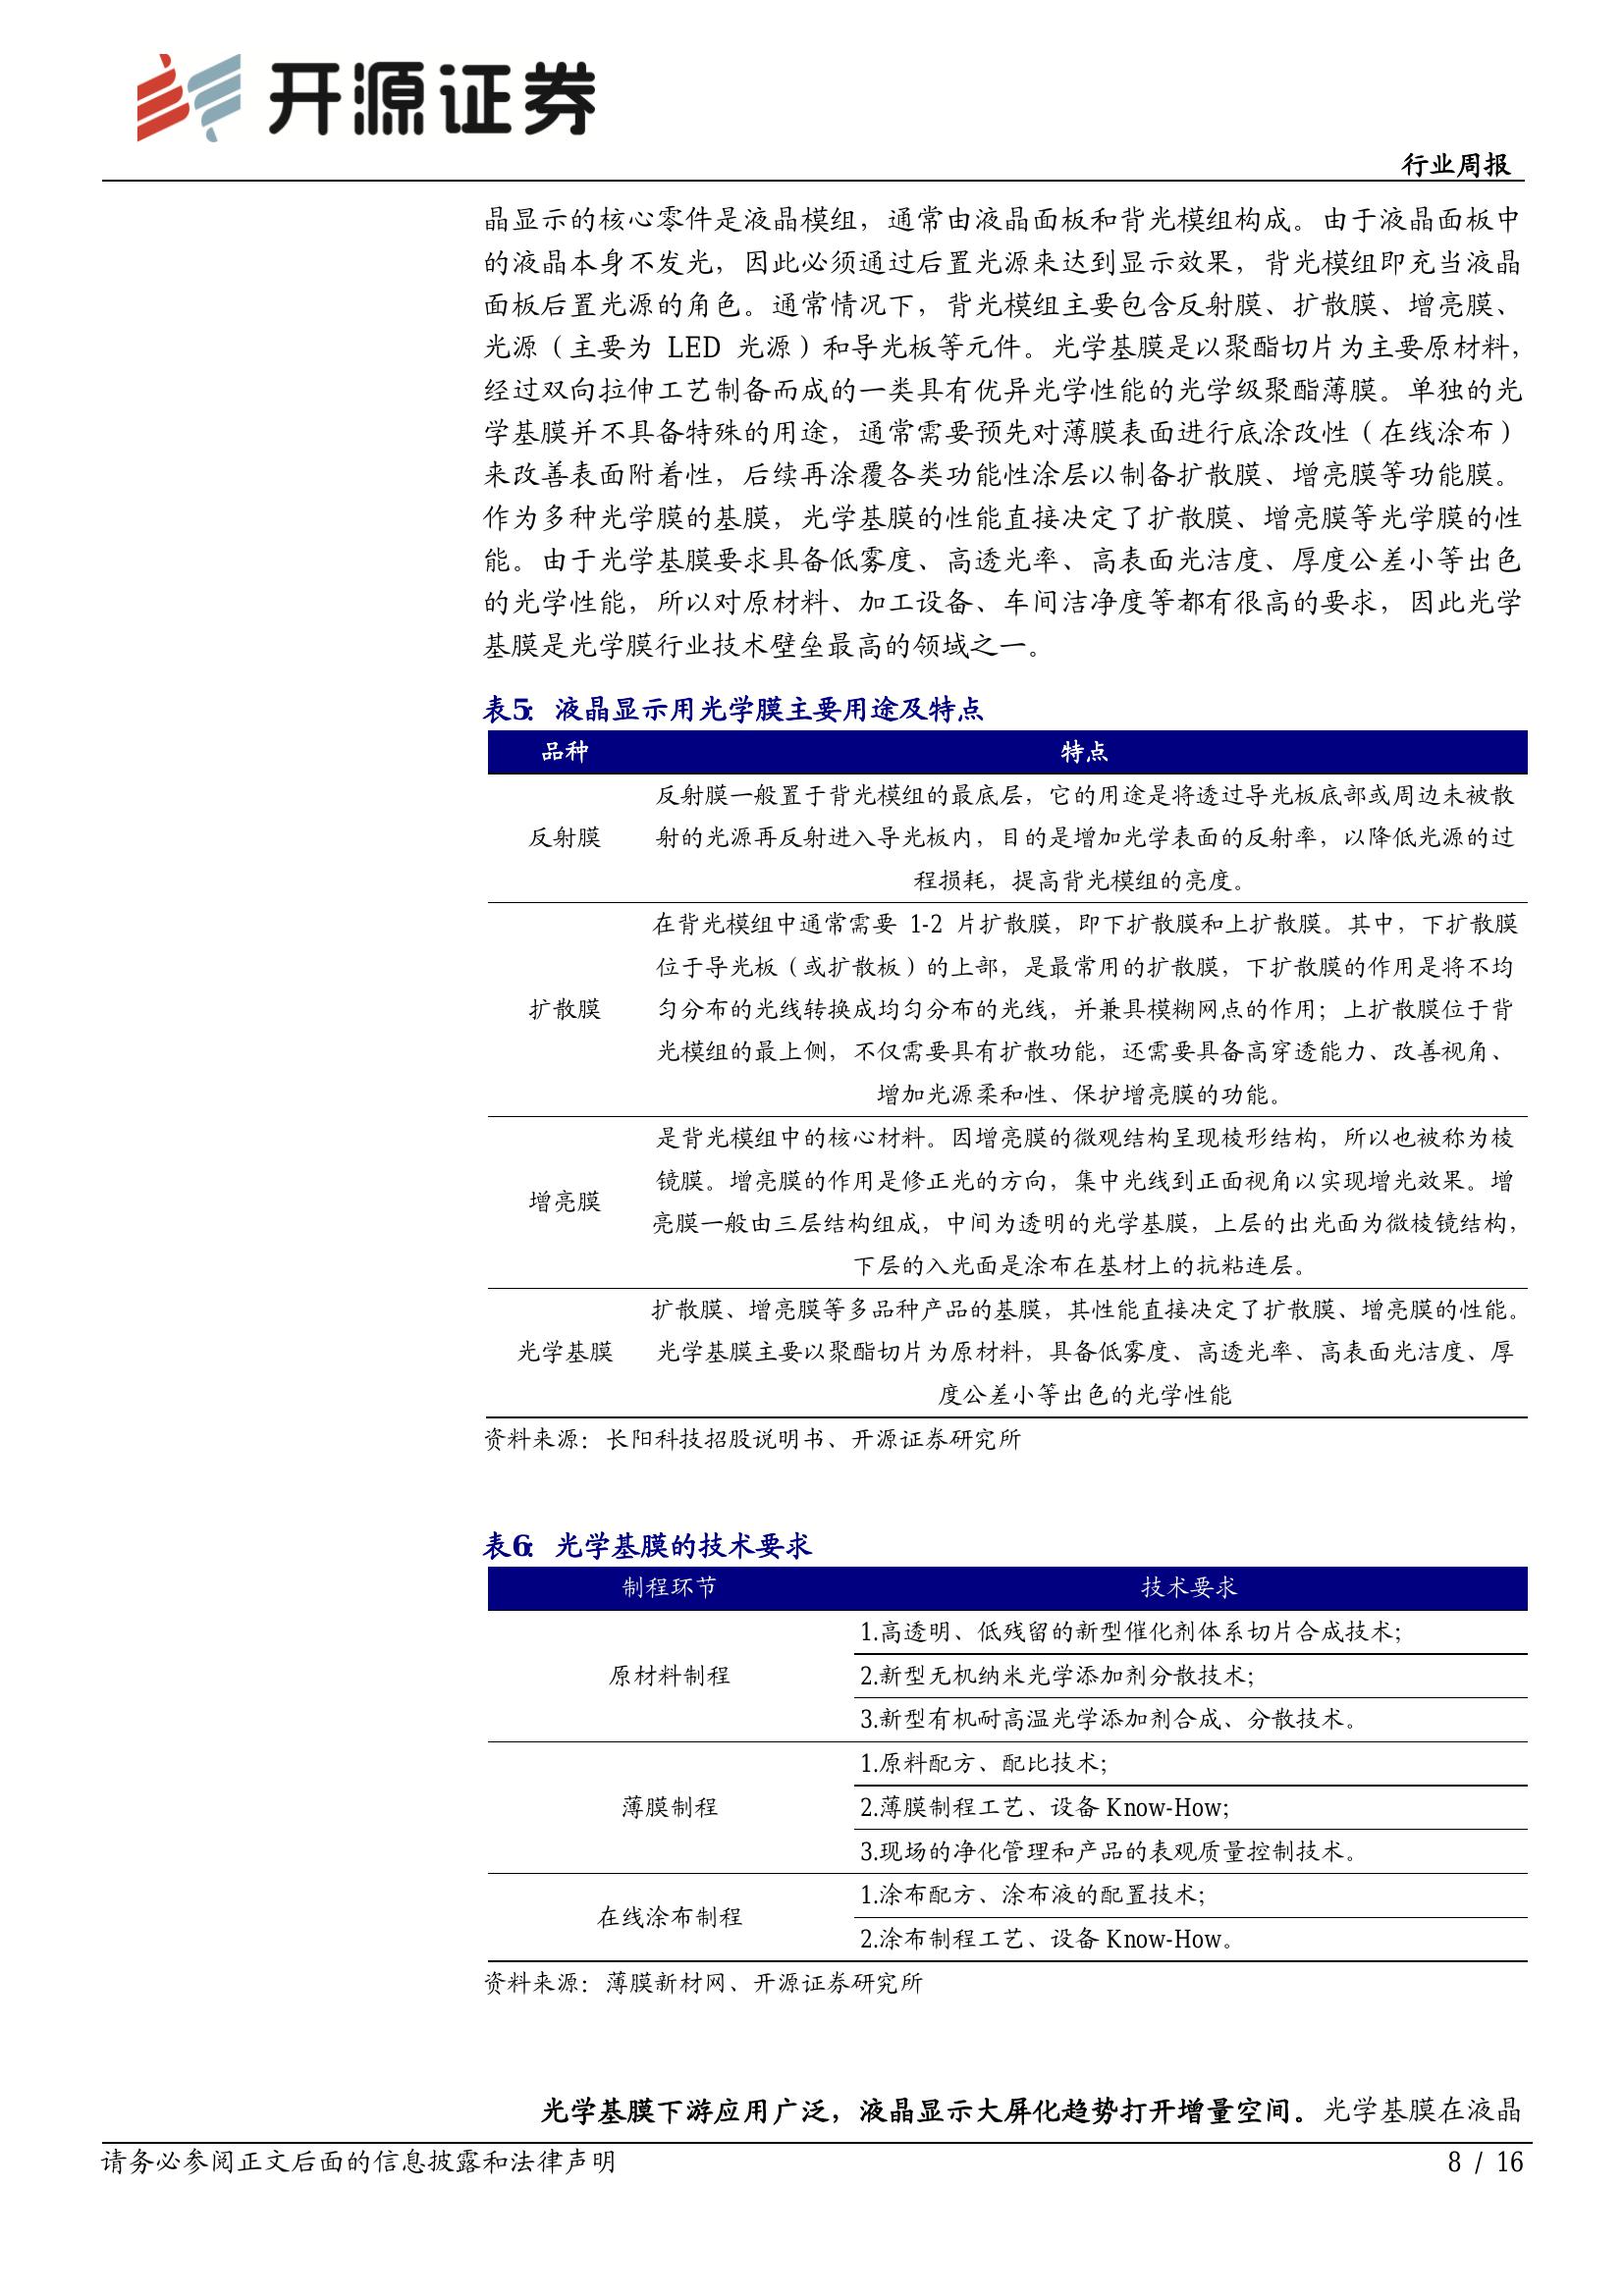 开源证券
行业周报
晶显示的核心零件是液晶模组，通常由液晶面板和背光模组构成。由于液晶面板中
的液晶本身不发光，因此必须通过后置光源来达到显示效果，背光模组即充当液晶
面板后置光源的角色。通常情况下，背光模组主要包含反射膜、扩散膜、增亮膜、
光源（主要为 LED 光源）和导光板等元件。光学基膜是以聚酯切片为主要原材料，
经过双向拉伸工艺制备而成的一类具有优异光学性能的光学级聚酯薄膜。单独的光
学基膜并不具备特殊的用途，通常需要预先对薄膜表面进行底涂改性（在线涂布）
来改善表面附着性，后续再涂覆各类功能性涂层以制备扩散膜、增亮膜等功能膜。
作为多种光学膜的基膜，光学基膜的性能直接决定了扩散膜、增亮膜等光学膜的性
能。由于光学基膜要求具备低雾度、高透光率、高表面光洁度、厚度公差小等出色
的光学性能，所以对原材料、加工设备、车间洁净度等都有很高的要求，因此光学
基膜是光学膜行业技术壁垒最高的领域之一。
表5：液晶显示用光学膜主要用途及特点
品种 特点
反射膜一般置于背光模组的最底层，它的用途是将透过导光板底部或周边未被散
反射膜 射的光源再反射进入导光板内，目的是增加光学表面的反射率，以降低光源的过
程损耗，提高背光模组的亮度。
在背光模组中通常需要 1-2 片扩散膜，即下扩散膜和上扩散膜。其中，下扩散膜
位于导光板（或扩散板）的上部，是最常用的扩散膜，下扩散膜的作用是将不均
扩散膜 匀分布的光线转换成均匀分布的光线，并兼具模糊网点的作用；上扩散膜位于背
光模组的最上侧，不仅需要具有扩散功能，还需要具备高穿透能力、改善视角、
增加光源柔和性、保护增亮膜的功能。
是背光模组中的核心材料。因增亮膜的微观结构呈现棱形结构，所以也被称为棱
镜膜。增亮膜的作用是修正光的方向，集中光线到正面视角以实现增光效果。增
增亮膜
亮膜一般由三层结构组成，中间为透明的光学基膜，上层的出光面为微棱镜结构，
下层的入光面是涂布在基材上的抗粘连层。
扩散膜、增亮膜等多品种产品的基膜，其性能直接决定了扩散膜、增亮膜的性能。
光学基膜 光学基膜主要以聚酯切片为原材料，具备低雾度、高透光率、高表面光洁度、厚
度公差小等出色的光学性能
资料来源：长阳科技招股说明书、开源证券研究所
表6：光学基膜的技术要求
制程环节 技术要求
1.高透明、低残留的新型催化剂体系切片合成技术；
原材料制程 2.新型无机纳米光学添加剂分散技术；
3.新型有机耐高温光学添加剂合成、分散技术。
1.原料配方、配比技术；
薄膜制程 2.薄膜制程工艺、设备 Know-How；
3.现场的净化管理和产品的表观质量控制技术。
1.涂布配方、涂布液的配置技术；
在线涂布制程
2.涂布制程工艺、设备 Know-How。
资料来源：薄膜新材网、开源证券研究所
光学基膜下游应用广泛，液晶显示大屏化趋势打开增量空间。光学基膜在液晶
请务必参阅正文后面的信息披露和法律声明 8 / 16